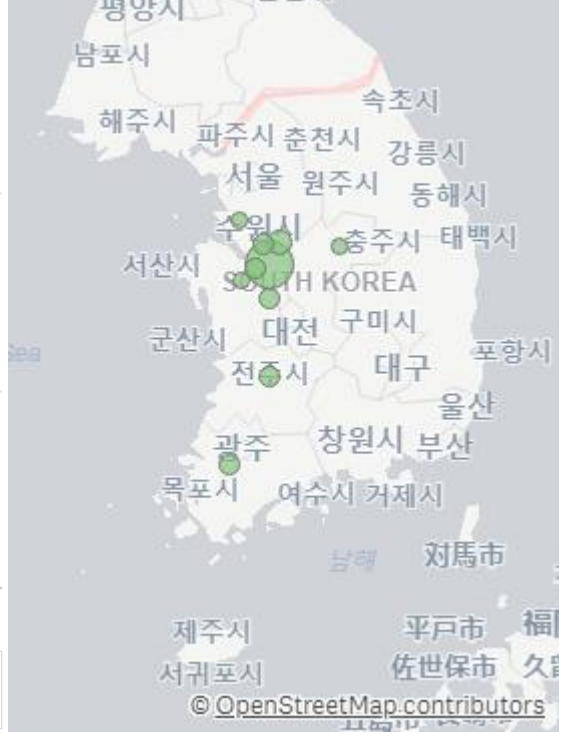 평양시
남포시
속초시
해주시
파주시 춘천시
강릉시
서울 원주시
동해시
수원시
충주시 태백시
서산시
SOUTH KOREA
대전 구미시
군산시
Sea
포항시
전주시
대구
울산
광주 창원시 부산
목포시 여수시 거제시
남해
対馬市
제주시
平戸市
서귀포시
佐世保市
© OpenStreetMap contributors